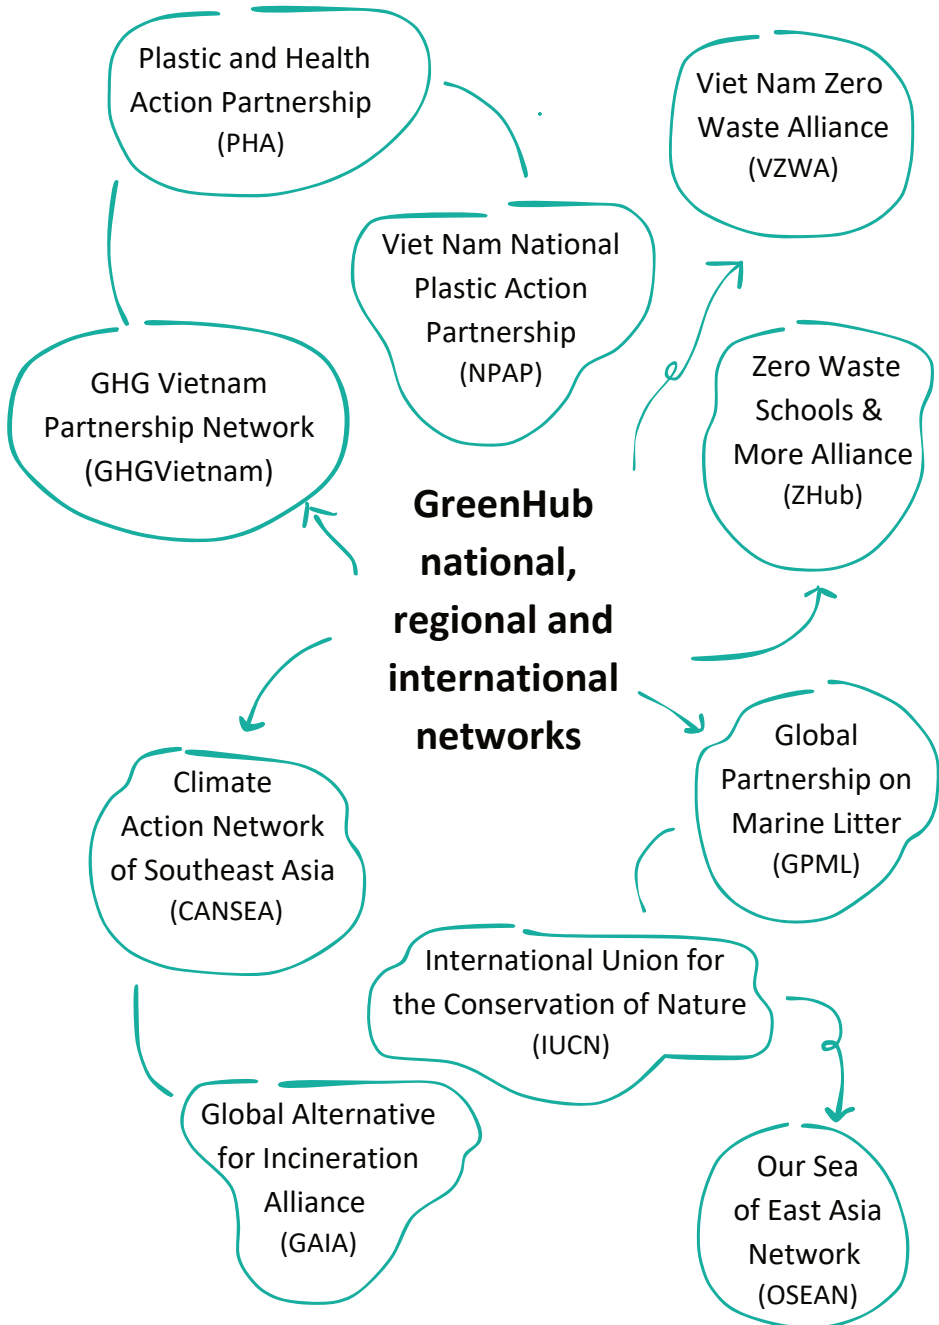 Plastic and Health
Action Partnership
(PHA)
Viet Nam Zero
Waste Alliance
(VZWA)
Viet Nam National
Plastic Action
Partnership
(NPAP)
GHG Vietnam
Partnership Network
(GHGVietnam)
Zero Waste
Schools &
More Alliance
(ZHub)
GreenHub
national,
regional and
international
networks
Global
Partnership on
Marine Litter
(GPML)
Climate
Action Network
of Southeast Asia
(CANSEA)
International Union for
the Conservation of Nature
(IUCN)
Global Alternative
for Incineration
Alliance
(GAIA)
Our Sea
of East Asia
Network
(OSEAN)